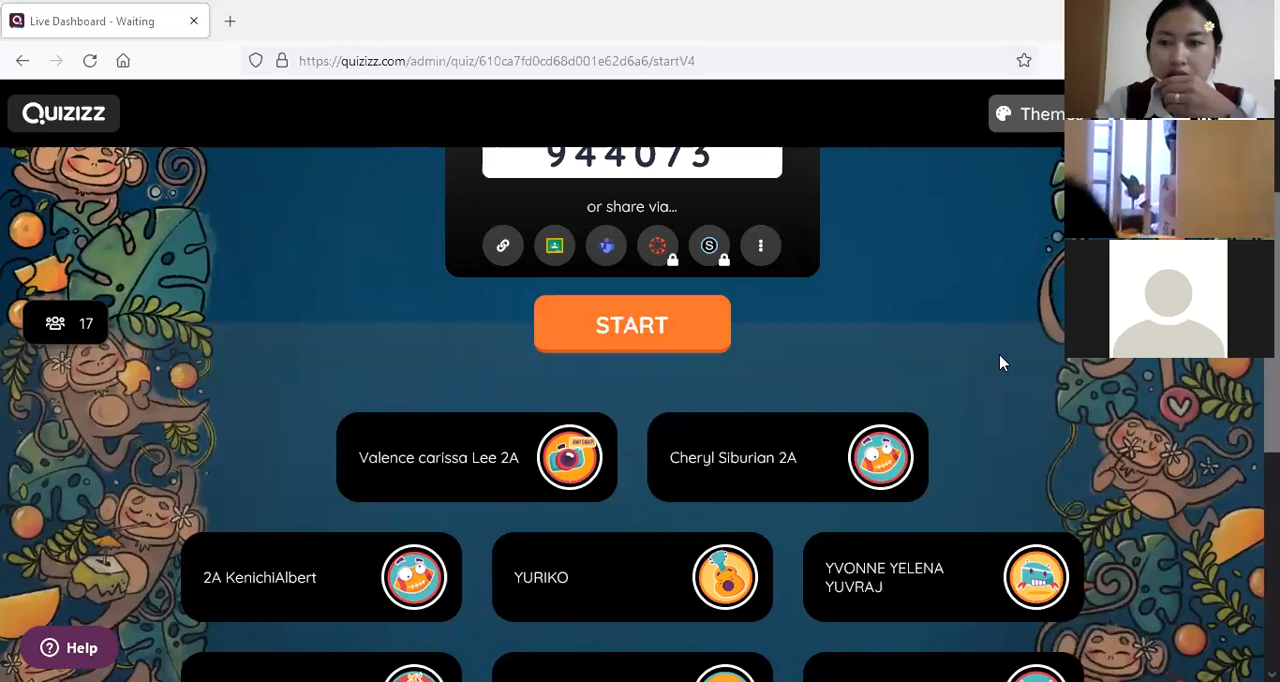 Live Dashboard - Waiting
https://quizizz.com/admin/quiz/610ca7fd0cd68d001e62d6a6/startV4
QUIZIZZ
Theme
944073
or share via...
START
17
Valence carissa Lee 2A
Cheryl Siburian 2A
2A KenichiAlbert
YURIKO
YVONNE YELENA
YUVRAJ
Help